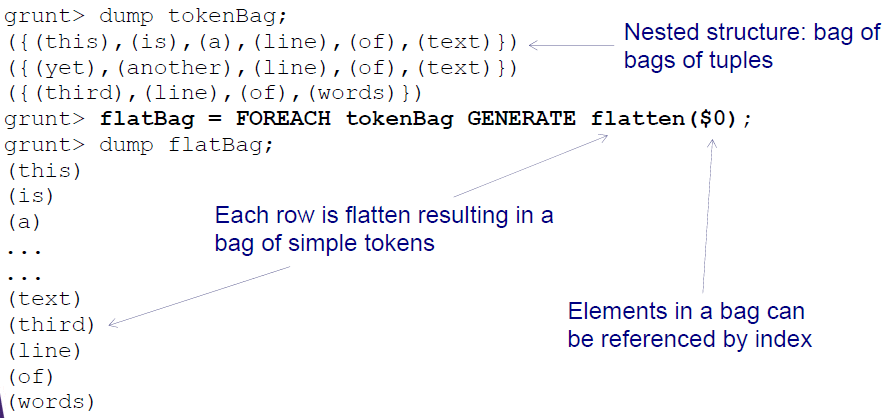 grunt> dump tokenBag;
({(this),(is),(a),(line),(of),(text)})
({(yet),(another),(line),(of),(text)})
({(third),(line),(of),(words)})
Nested structure: bag of
bags of tuples
grunt> flatBag = FOREACH tokenBag GENERATE flatten($0);
grunt> dump flatBag;
(this)
(is)
(a)
...
...
(text)
(third)
(line)
(of)
(words)
Each row is flatten resulting in a
bag of simple tokens
Elements in a bag can
be referenced by index